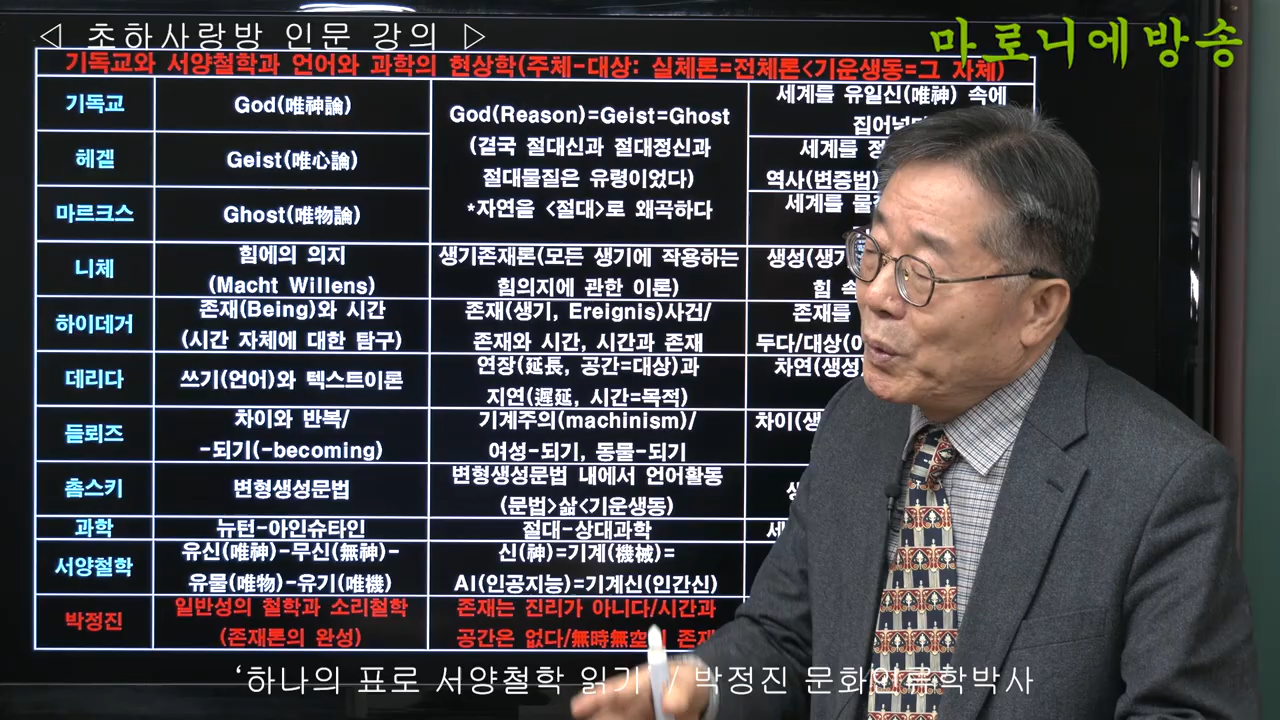 ◁ 초하사랑방 인문 강의 ▷
마로니에방송
기독교와 서양철학과 언어와 과학의 현상학(주체-대상: 실체론=전체론<기운생동=그 자체)
기독교
God(唯神論)
God(Reason)=Geist=Ghost
(결국 절대신과 절대정신과
절대물질은 유령이었다)
*자연을 <절대>로 왜곡하다
세계를 유일신(唯神) 속에
헤겔
Geist(唯心論)
세계를
역사(변증법)
마르크스
Ghost(唯物論)
세계를
니체
힘에의 의지
(Macht Willens)
생기존재론(모든 생기에 작용하는
힘의지에 관한 이론)
힘
하이데거
존재(Being)와 시간
(시간 자체에 대한 탐구)
존재(생기, Ereignis)사건/
존재와 시간, 시간과 존재
존재를
데리다
쓰기(언어)와 텍스트이론
연장(延長, 공간=대상)과
지연(遲延, 시간=목적)
들뢰즈
차이와 반복/
-되기(-becoming)
기계주의(machinism)/
여성-되기, 동물-되기
촘스키
변형생성문법
변형생성문법 내에서 언어활동
(문법>삶<기운생동)
과학
뉴턴-아인슈타인
절대-상대과학
서양철학
유신(唯神)-무신(無神)-
유물(唯物)-유기(唯機)
신(神)=기계(機械)=
AI(인공지능)=기계신(인간신)
박정진
일반성의 철학과 소리철학
(존재론의 완성)
존재는 진리가 아니다/시간과
공간은 없다/無時無空
'하나의 표로 서양철학 읽기' / 박정진 문화인류학박사